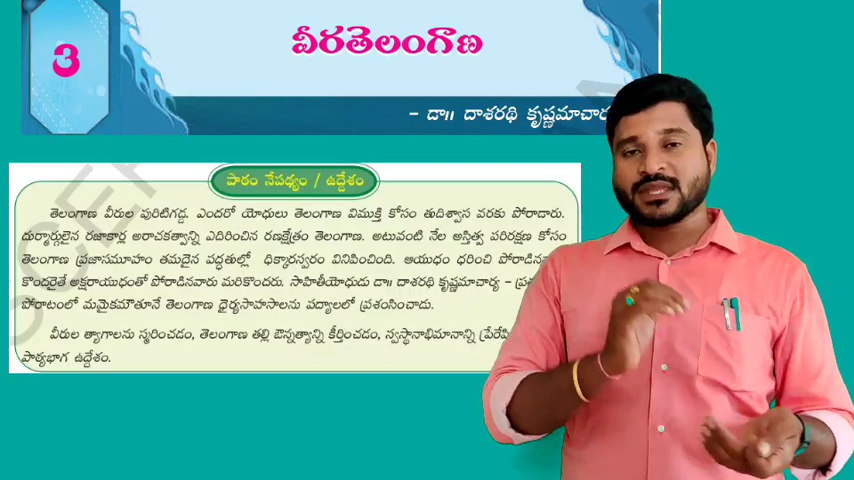 3
వీరతెలంగాణ
– డా॥ దాశరథి
పాఠం నేపథ్యం / ఉద్దేశం
తెలంగాణ వీరుల పురిటిగడ్డ. ఎందరో యోధులు తెలంగాణ విముక్తి కోసం తుదిశ్వాస వరకు పోరాడారు.
దుర్మార్గులైన రజాకార్ల అరాచకత్వాన్ని ఎదిరించిన రణక్షేత్రం తెలంగాణ. అటువంటి నేల అస్తిత్వ పరిరక్షణ కోసం
తెలంగాణ ప్రజాసమూహం తమదైన పద్ధతుల్లో ధిక్కారస్వరం వినిపించింది. ఆయుధం ధరించి
కొందరైతే అక్షరాయుధంతో పోరాడినవారు మరికొందరు. సాహితీయోధుడు డా॥ దాశరథి కృష్ణమాచార్య –
పోరాటంలో మమైకమౌతూనే తెలంగాణ ధైర్యసాహసాలను పద్యాలలో ప్రశంసించాడు.
వీరుల త్యాగాలను స్మరించడం, తెలంగాణ తల్లి ఔన్నత్యాన్ని కీర్తించడం, స్వస్థానాభిమానాన్ని
పాఠ్యభాగ ఉద్దేశం.